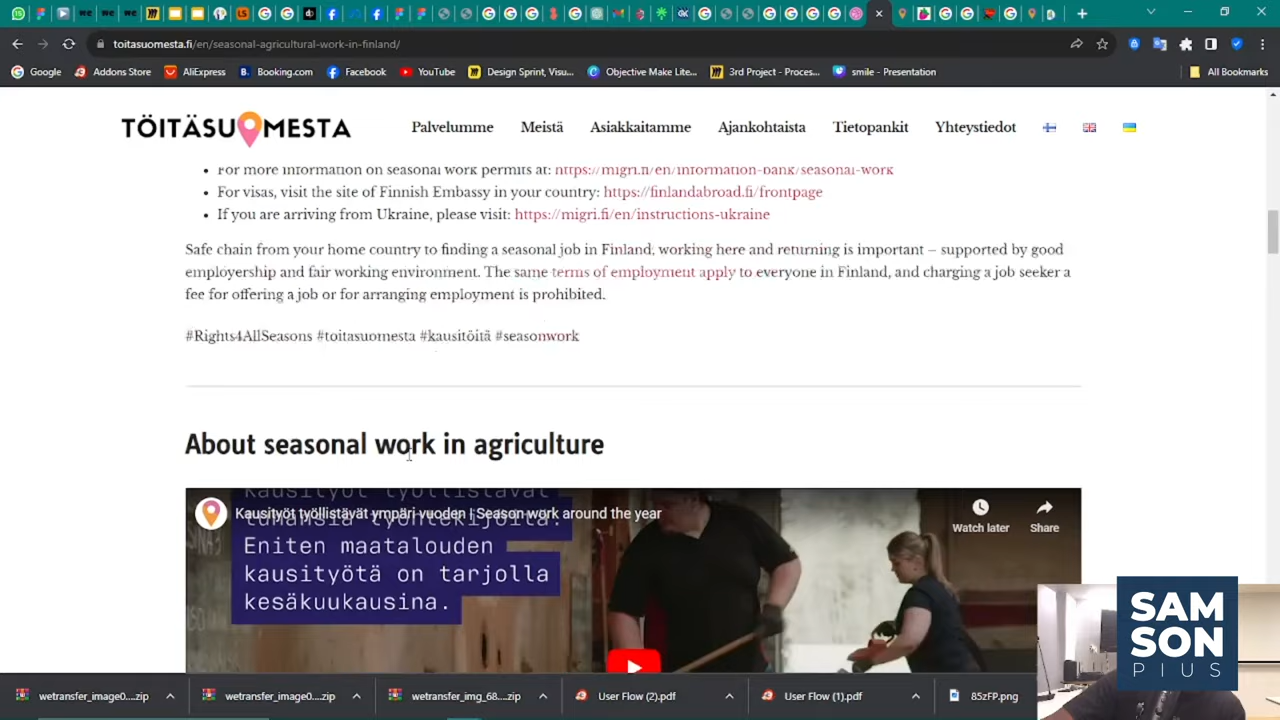 toitasuomesta.fi/en/seasonal-agricultural-work-in-finland/
Google Addons Store AliExpress Booking.com Facebook YouTube Design Sprint, Visu... Objective Make Lite... 3rd Project - Proces... smile - Presentation All Bookmarks
TÖITÄSUOMESTA Palvelumme Meistä Asiakkaitamme Ajankohtaista Tietopankit Yhteystiedot
• For more information on seasonal work permits at: https://migri.fi/en/information-bank/seasonal-work
• For visas, visit the site of Finnish Embassy in your country: https://finlandabroad.fi/frontpage
• If you are arriving from Ukraine, please visit: https://migri.fi/en/instructions-ukraine
Safe chain from your home country to finding a seasonal job in Finland, working here and returning is important – supported by good
employership and fair working environment. The same terms of employment apply to everyone in Finland, and charging a job seeker a
fee for offering a job or for arranging employment is prohibited.
#Rights4AllSeasons #toitasuomesta #kausitöitä #seasonwork
About seasonal work in agriculture
Kausityöt työllistävät
Kausityöt työllistävät ympäri vuoden | Season work around the year
tuhansia työntekijöitä.
Watch later Share
Eniten maatalouden
kausityötä on tarjolla
kesäkuukausina.
SAM
SON
PIUS
wetransfer_image0....zip wetransfer_image0....zip wetransfer_img_68....zip User Flow (2).pdf User Flow (1).pdf 85zFP.png